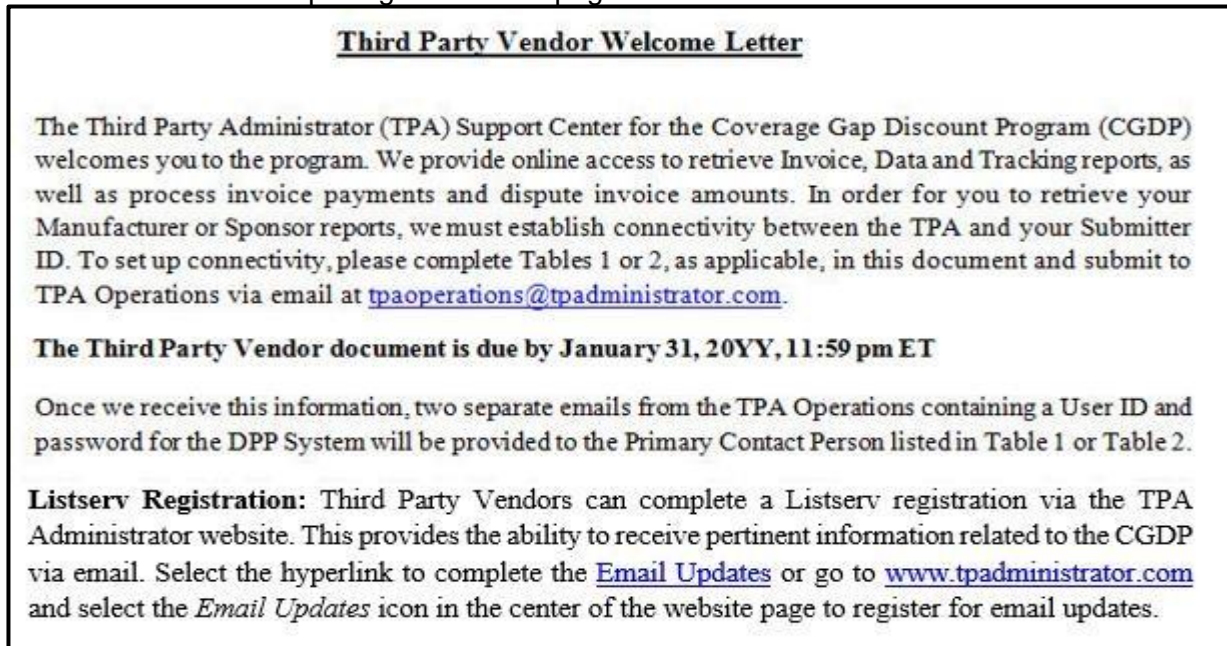 Third Party Vendor Welcome Letter
The Third Party Administrator (TPA) Support Center for the Coverage Gap Discount Program (CGDP)
welcomes you to the program. We provide online access to retrieve Invoice, Data and Tracking reports, as
well as process invoice payments and dispute invoice amounts. In order for you to retrieve your
Manufacturer or Sponsor reports, we must establish connectivity between the TPA and your Submitter
ID. To set up connectivity, please complete Tables 1 or 2, as applicable, in this document and submit to
TPA Operations via email at tpaoperations@tpadministrator.com.
The Third Party Vendor document is due by January 31, 20YY, 11:59 pm ET
Once we receive this information, two separate emails from the TPA Operations containing a User ID and
password for the DPP System will be provided to the Primary Contact Person listed in Table 1 or Table 2.
Listserv Registration: Third Party Vendors can complete a Listserv registration via the TPA
Administrator website. This provides the ability to receive pertinent information related to the CGDP
via email. Select the hyperlink to complete the Email Updates or go to www.tpadministrator.com
and select the Email Updates icon in the center of the website page to register for email updates.